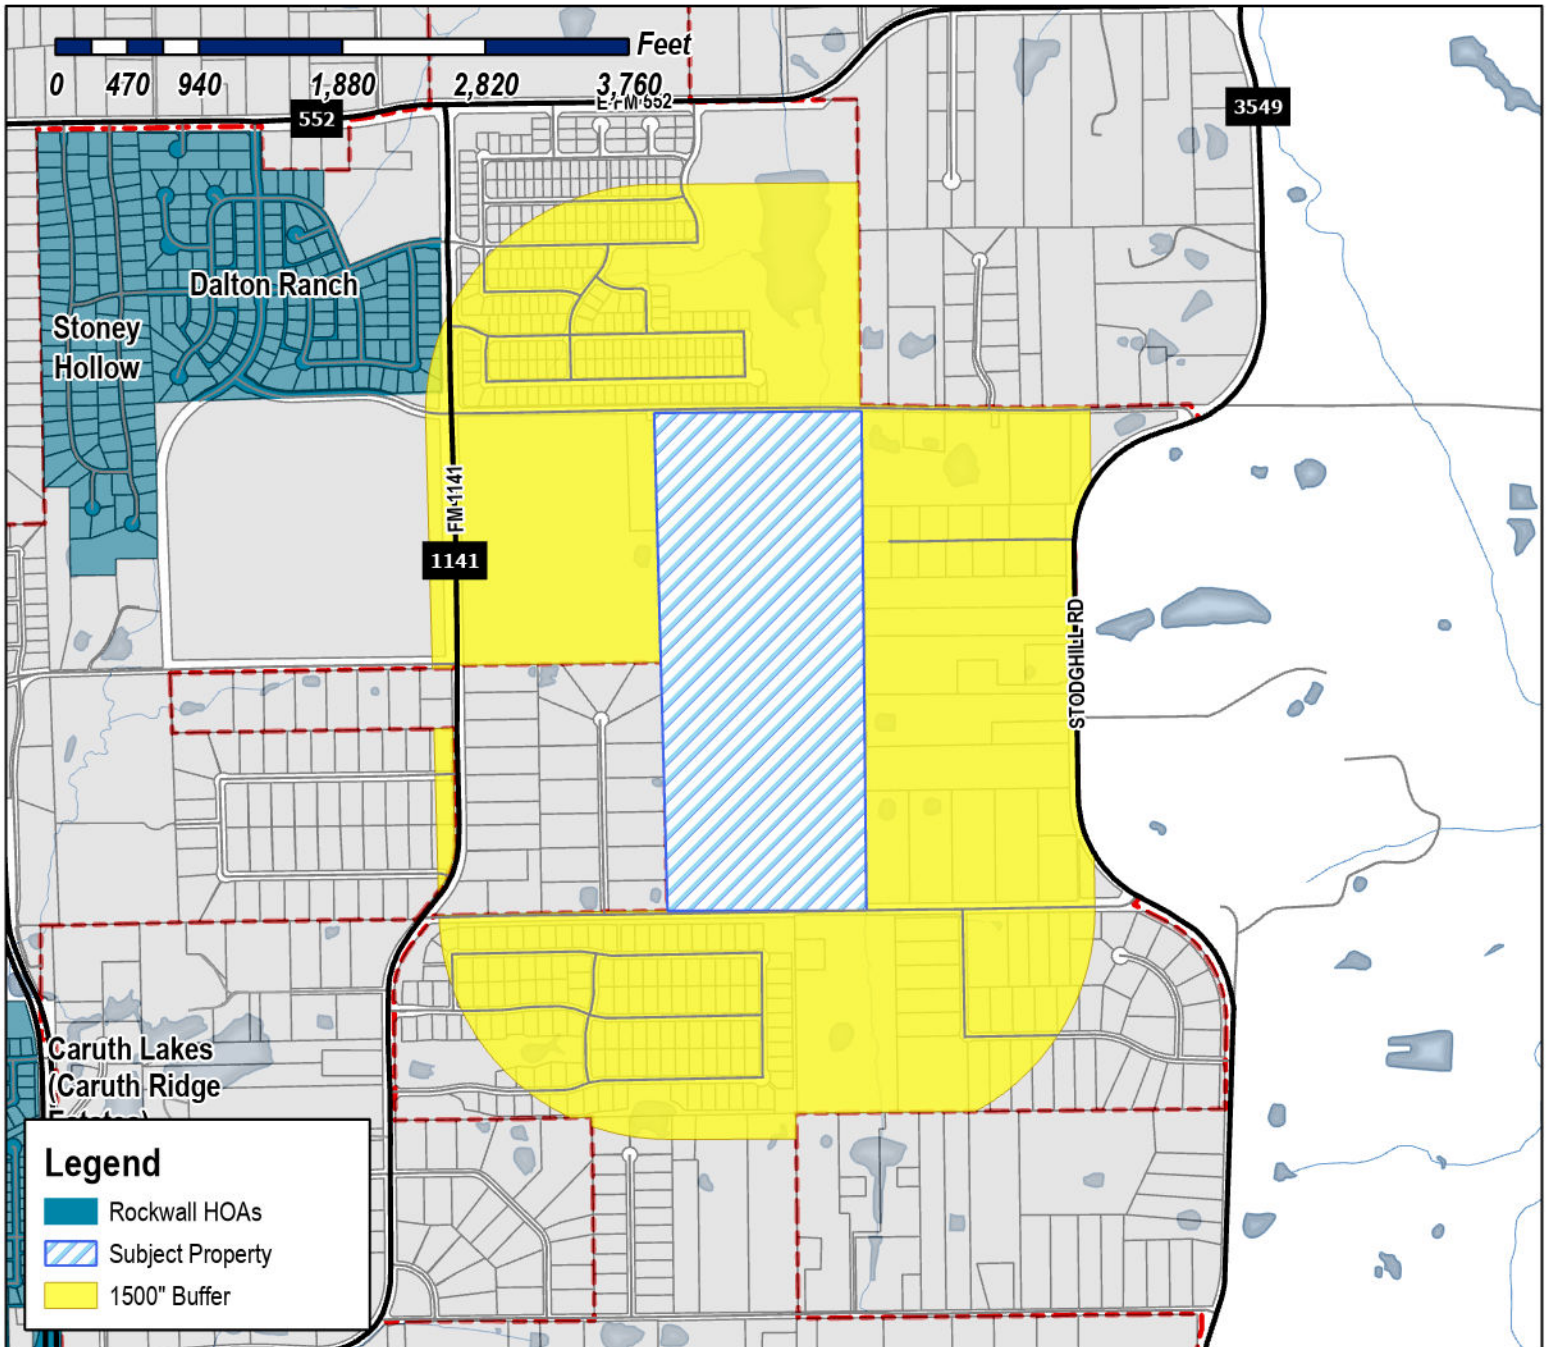 Feet
0 470 940 1,880 2,820 3,760
E FM 552
552
3549
Dalton Ranch
Stoney
Hollow
FM 1141
1141
STODGHILL RD
Caruth Lakes
(Caruth Ridge
Estates)
Legend
Rockwall HOAs
Subject Property
1500" Buffer